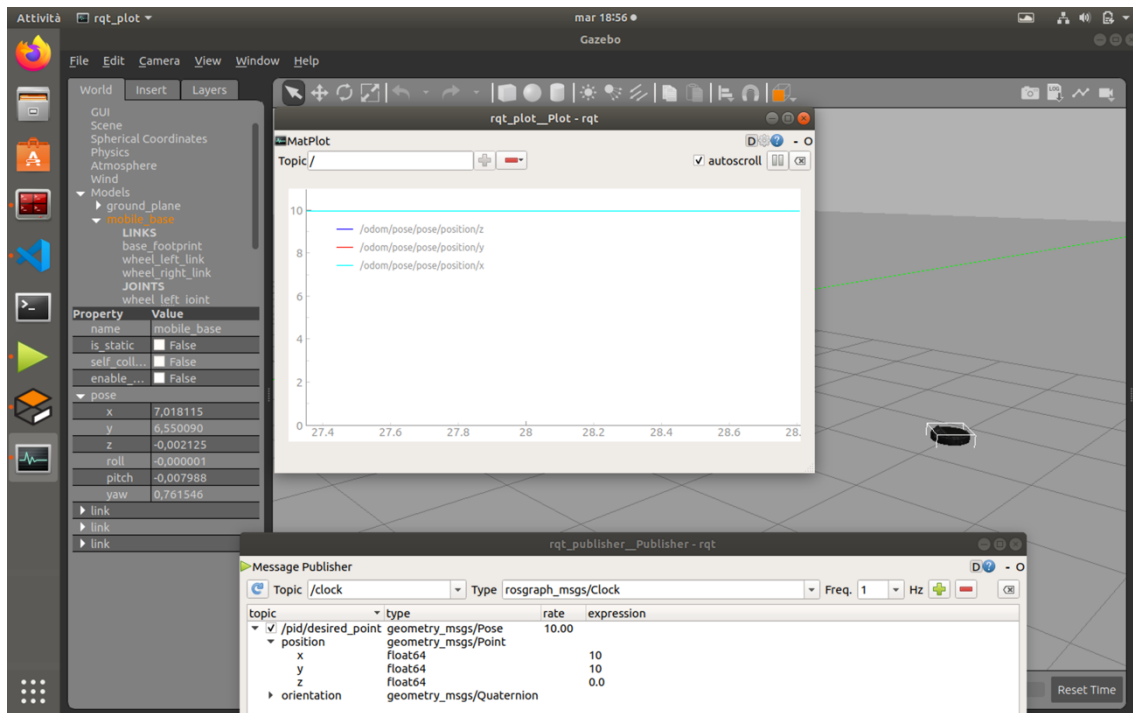 Attività rqt_plot mar 18:56
Gazebo
File Edit Camera View Window Help
World Insert Layers
GUI
Scene
Spherical Coordinates
Physics
Atmosphere
Wind
Models
ground_plane
mobile_base
LINKS
base_footprint
wheel_left_link
wheel_right_link
JOINTS
wheel_left_joint
Property Value
name mobile_base
is_static False
self_coll... False
enable_... False
pose
x 7,018115
y 6,550090
z -0,002125
roll -0,000001
pitch -0,007988
yaw 0,761546
link
link
link
LOG
rqt_plot__Plot - rqt
MatPlot D - O
Topic / autoscroll
10
8
6
4
2
0
/odom/pose/pose/position/z
/odom/pose/pose/position/y
/odom/pose/pose/position/x
27.4 27.6 27.8 28 28.2 28.4 28.6 28.
rqt_publisher__Publisher - rqt
Message Publisher D - O
Topic /clock Type rosgraph_msgs/Clock Freq. 1 Hz
topic type rate expression
/pid/desired_point geometry_msgs/Pose 10.00
position geometry_msgs/Point
x float64 10
y float64 10
z float64 0.0
orientation geometry_msgs/Quaternion
Reset Time